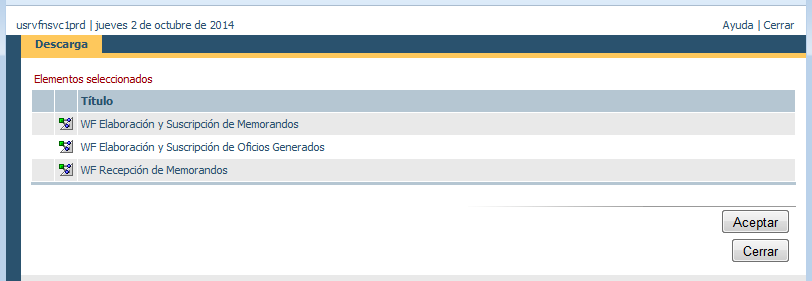 usrvfnsvc1prd | jueves 2 de octubre de 2014 Ayuda | Cerrar
Descarga
Elementos seleccionados
Título
WF Elaboración y Suscripción de Memorandos
WF Elaboración y Suscripción de Oficios Generados
WF Recepción de Memorandos
Aceptar
Cerrar